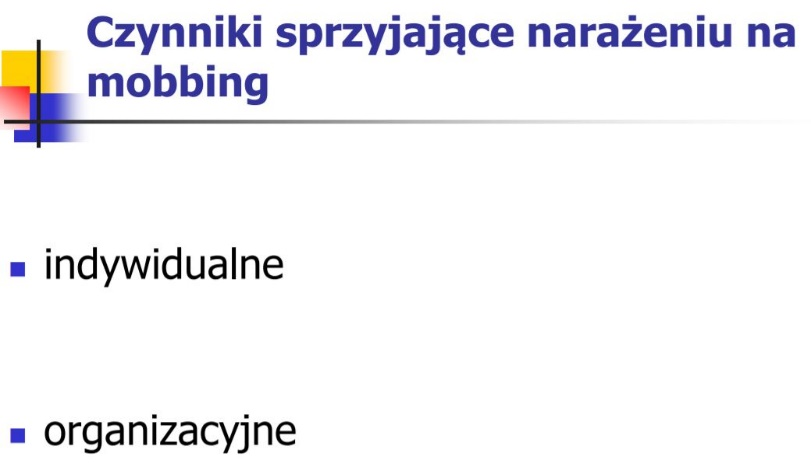 Czynniki sprzyjające narażeniu na
mobbing
indywidualne
organizacyjne